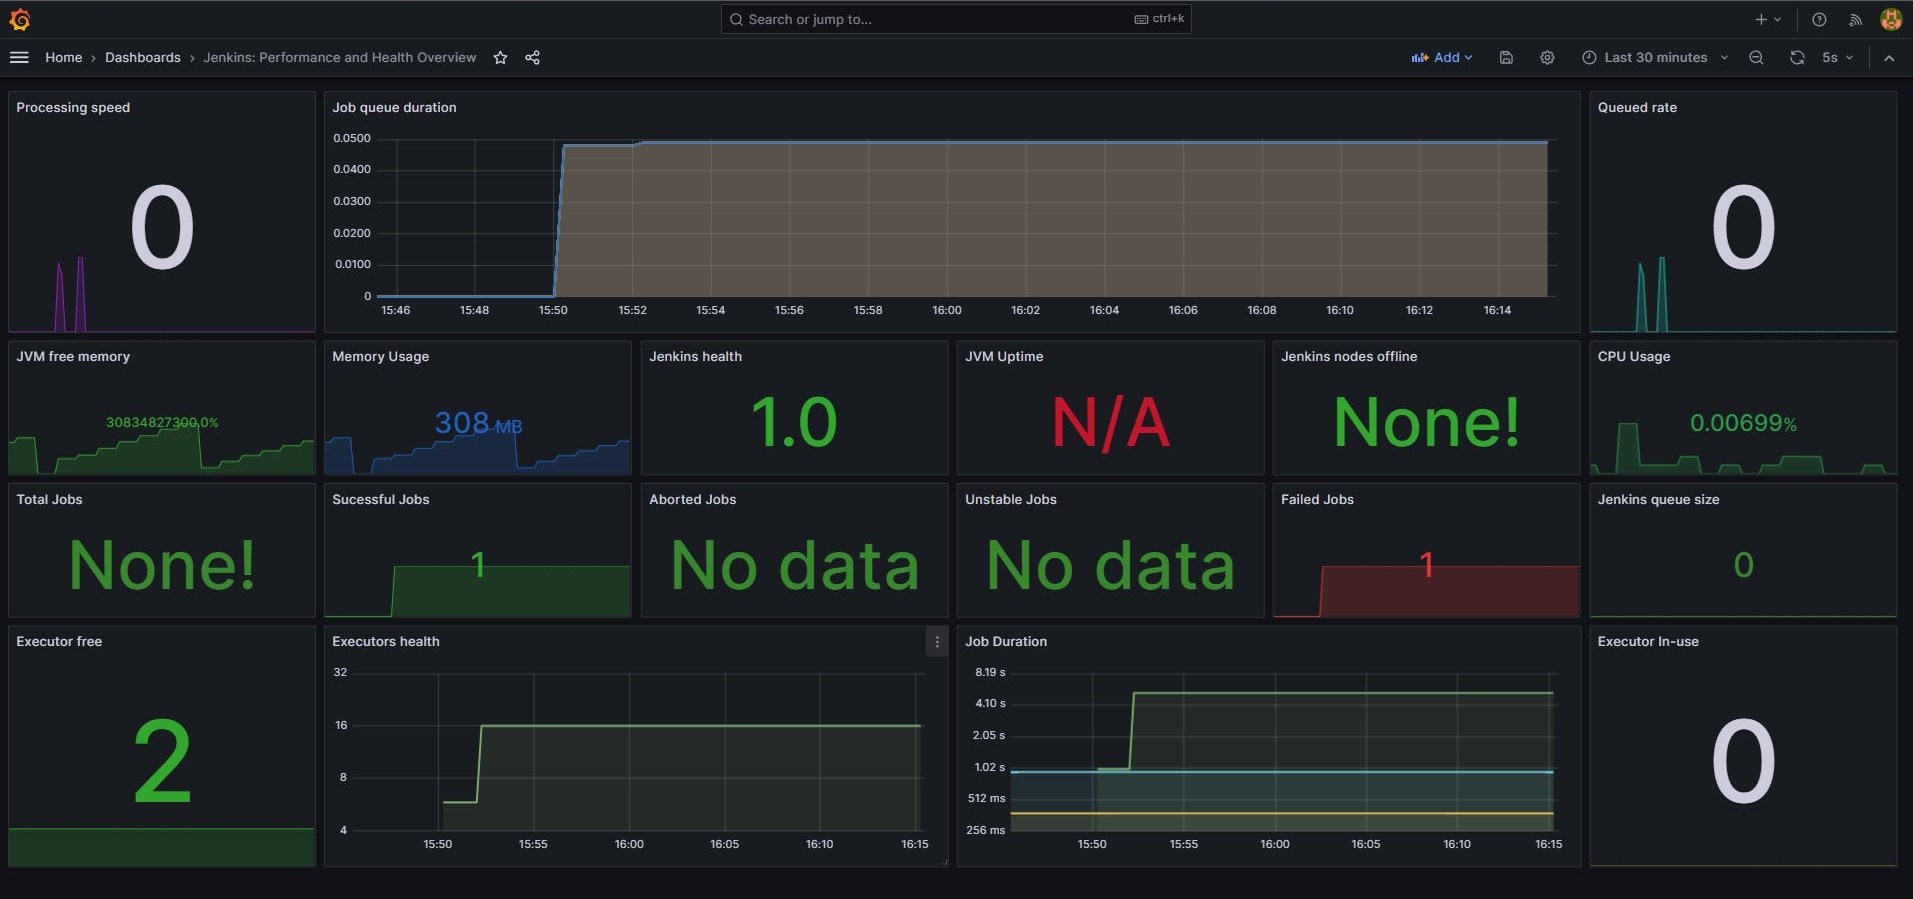 Search or jump to...
ctrl+k
Home › Dashboards › Jenkins: Performance and Health Overview
Add
Last 30 minutes
5s
Processing speed
0
Job queue duration
0.0500
0.0400
0.0300
0.0200
0.0100
0
15:46 15:48 15:50 15:52 15:54 15:56 15:58 16:00 16:02 16:04 16:06 16:08 16:10 16:12 16:14
Queued rate
0
JVM free memory
30834827300.0%
Memory Usage
308 MB
Jenkins health
1.0
JVM Uptime
N/A
Jenkins nodes offline
None!
CPU Usage
0.00699%
Total Jobs
None!
Sucessful Jobs
1
Aborted Jobs
No data
Unstable Jobs
No data
Failed Jobs
1
Jenkins queue size
0
Executor free
2
Executors health
32
16
8
4
15:50 15:55 16:00 16:05 16:10 16:15
Job Duration
8.19 s
4.10 s
2.05 s
1.02 s
512 ms
256 ms
15:50 15:55 16:00 16:05 16:10 16:15
Executor In-use
0